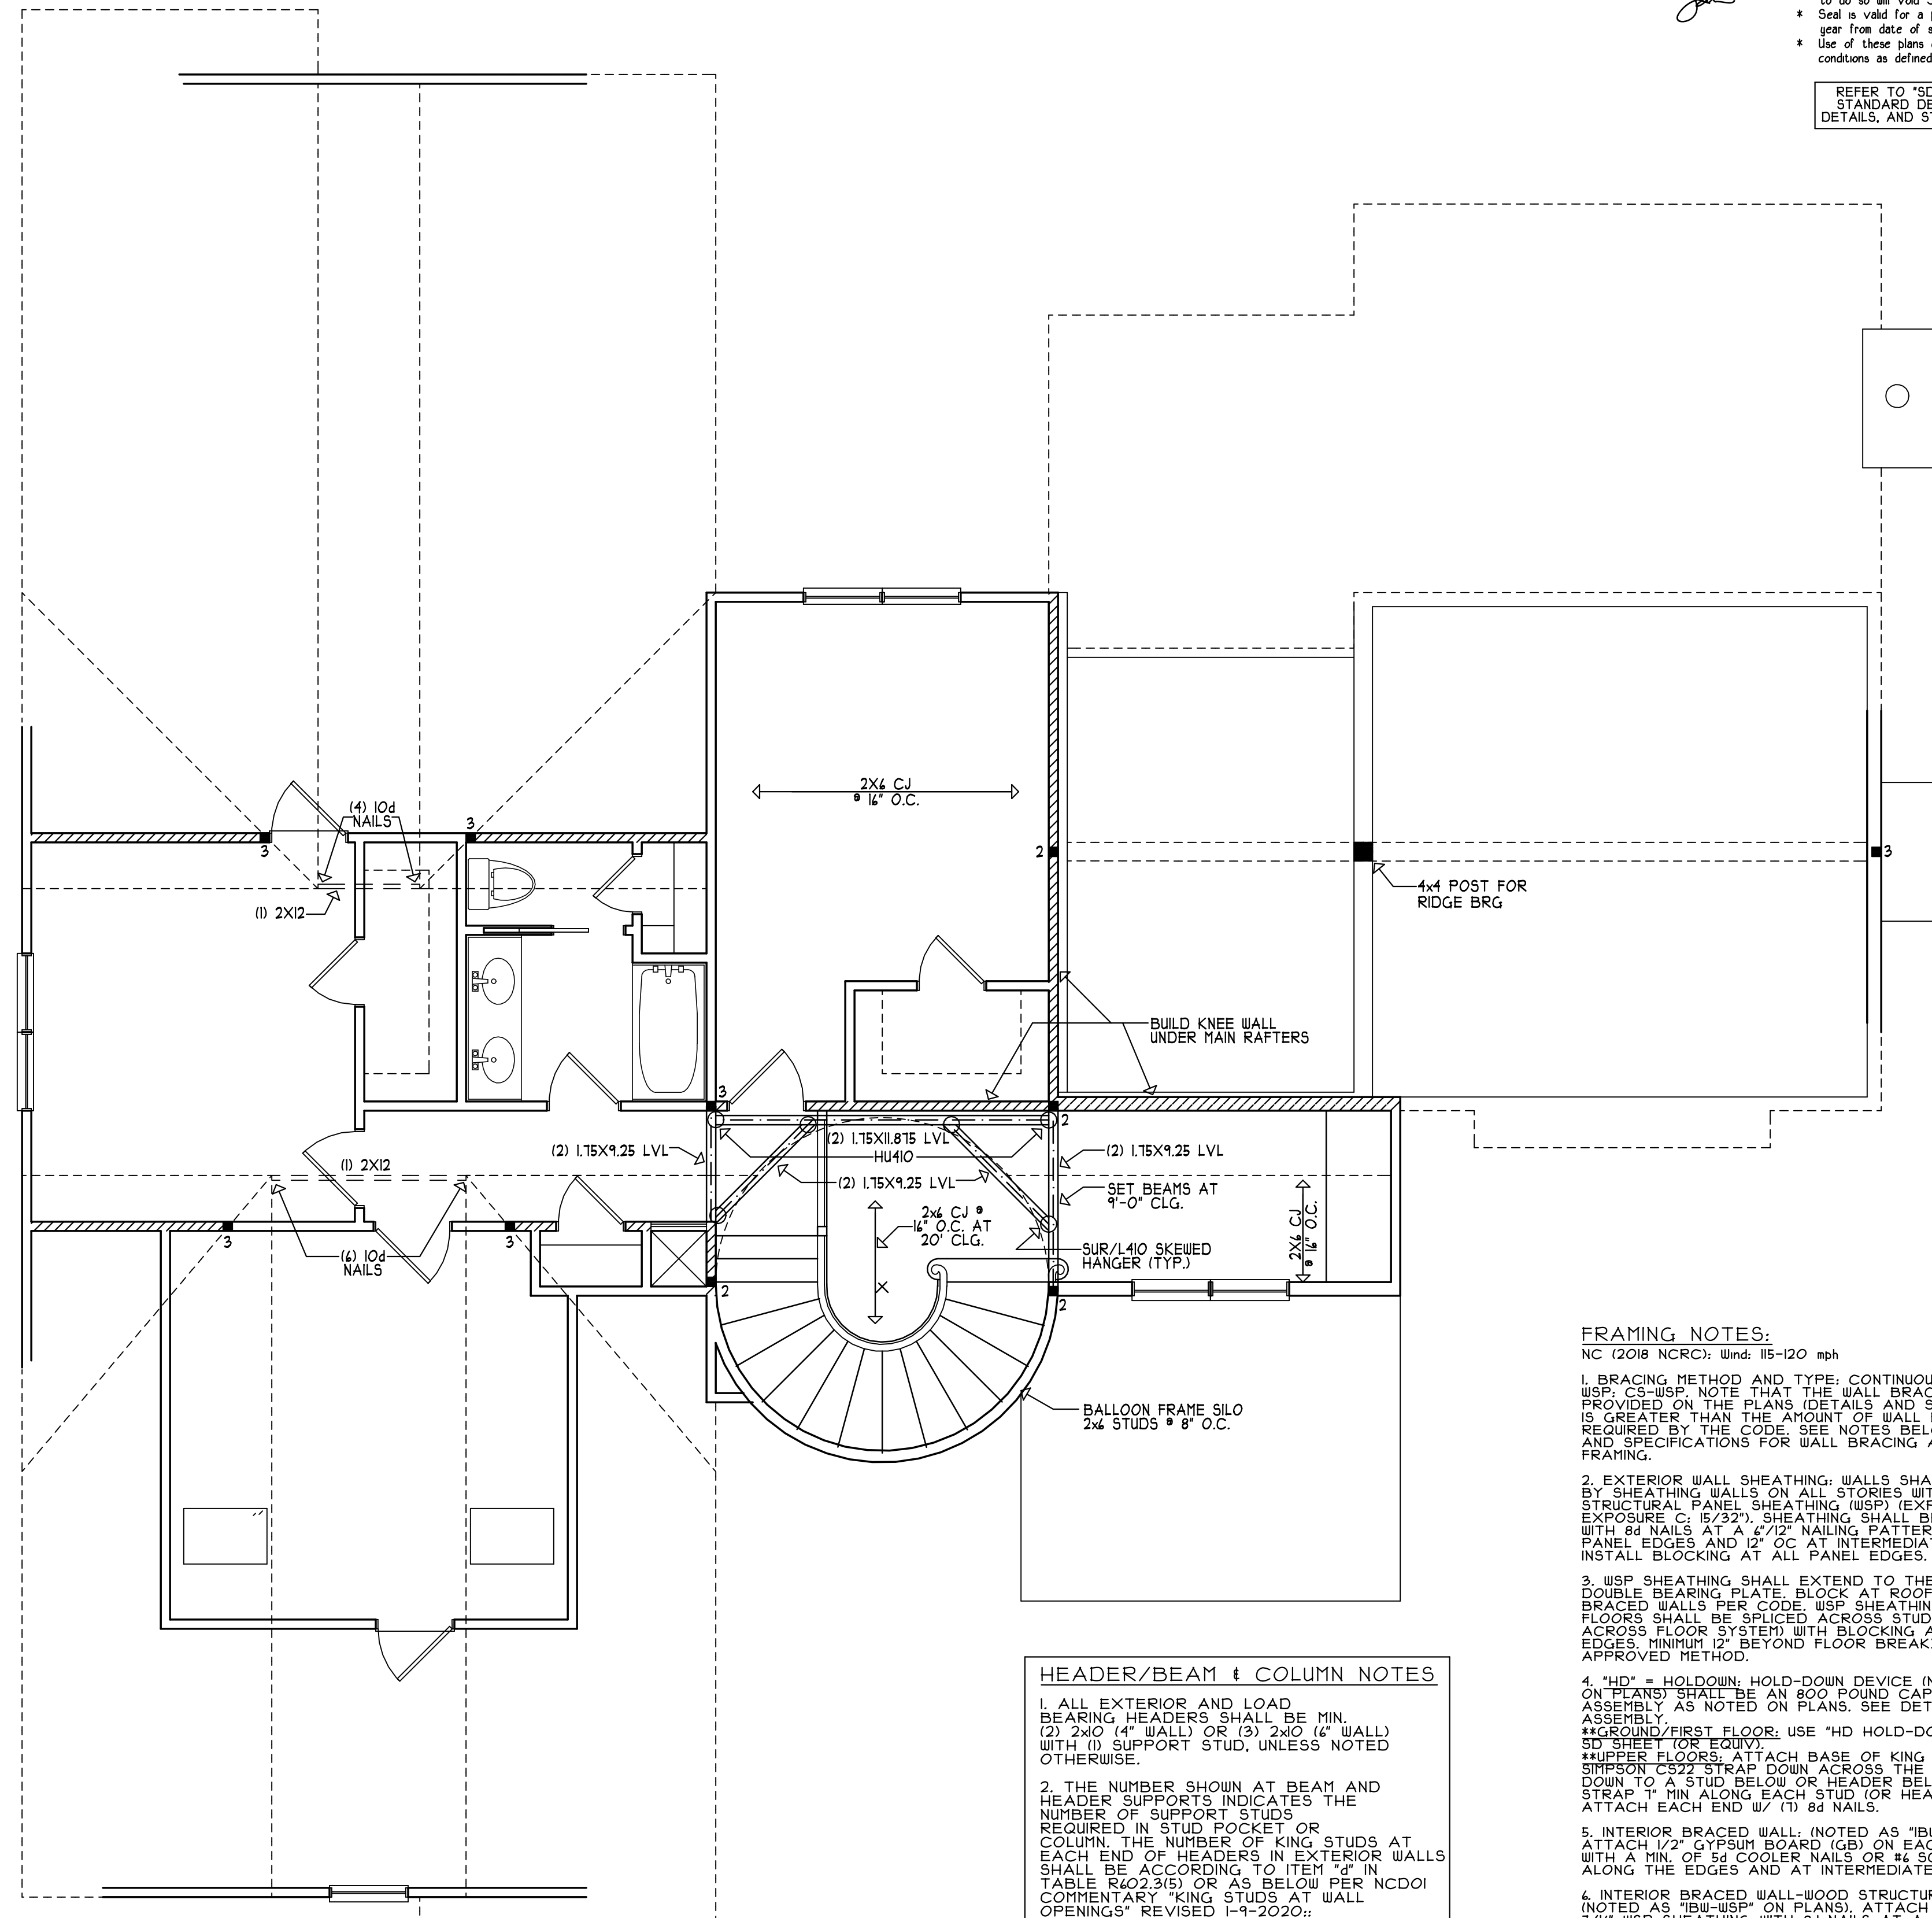 to do so will void
* Seal is valid for a
year from date of
* Use of these plans
conditions as defined
REFER TO "SD
STANDARD DE
DETAILS, AND ST
2X6 CJ
@ 16" O.C.
(4) 10d
NAILS
3
3
(1) 2X12
2
3
4x4 POST FOR
RIDGE BRG
BUILD KNEE WALL
UNDER MAIN RAFTERS
3
2
(2) 1.75X11.875 LVL
HU410
(2) 1.75X9.25 LVL
(2) 1.75X9.25 LVL
(2) 1.75X9.25 LVL
(1) 2X12
SET BEAMS AT
9'-0" CLG.
2x6 CJ @
16" O.C. AT
20' CLG.
2X6 CJ
@ 16" O.C.
SUR/L410 SKEWED
HANGER (TYP.)
3
3
(6) 10d
NAILS
2
2
BALLOON FRAME SILO
2x6 STUDS @ 8" O.C.
FRAMING NOTES:
NC (2018 NCRC): Wind: 115-120 mph
1. BRACING METHOD AND TYPE: CONTINUOU
WSP: CS-WSP. NOTE THAT THE WALL BRAC
PROVIDED ON THE PLANS (DETAILS AND S
IS GREATER THAN THE AMOUNT OF WALL
REQUIRED BY THE CODE. SEE NOTES BEL
AND SPECIFICATIONS FOR WALL BRACING A
FRAMING.
2. EXTERIOR WALL SHEATHING: WALLS SHA
BY SHEATHING WALLS ON ALL STORIES WIT
STRUCTURAL PANEL SHEATHING (WSP) (EXP
EXPOSURE C: 15/32"). SHEATHING SHALL BE
WITH 8d NAILS AT A 6"/12" NAILING PATTER
PANEL EDGES AND 12" OC AT INTERMEDIAT
INSTALL BLOCKING AT ALL PANEL EDGES.
3. WSP SHEATHING SHALL EXTEND TO THE
DOUBLE BEARING PLATE. BLOCK AT ROOF
BRACED WALLS PER CODE. WSP SHEATHIN
FLOORS SHALL BE SPLICED ACROSS STUD
ACROSS FLOOR SYSTEM) WITH BLOCKING A
EDGES. MINIMUM 12" BEYOND FLOOR BREAK
APPROVED METHOD.
4. "HD" = HOLDOWN: HOLD-DOWN DEVICE (N
ON PLANS) SHALL BE AN 800 POUND CAP
ASSEMBLY AS NOTED ON PLANS. SEE DET
ASSEMBLY.
**GROUND/FIRST FLOOR: USE "HD HOLD-DO
SD SHEET (OR EQUIV).
**UPPER FLOORS: ATTACH BASE OF KING
SIMPSON CS22 STRAP DOWN ACROSS THE
DOWN TO A STUD BELOW OR HEADER BEL
STRAP 7" MIN ALONG EACH STUD (OR HEA
ATTACH EACH END W/ (7) 8d NAILS.
5. INTERIOR BRACED WALL: (NOTED AS "IB
ATTACH 1/2" GYPSUM BOARD (GB) ON EAC
WITH A MIN. OF 5d COOLER NAILS OR #6 SC
ALONG THE EDGES AND AT INTERMEDIATE
6. INTERIOR BRACED WALL-WOOD STRUCTUR
(NOTED AS "IBW-WSP" ON PLANS). ATTACH
HEADER/BEAM & COLUMN NOTES
1. ALL EXTERIOR AND LOAD
BEARING HEADERS SHALL BE MIN.
(2) 2x10 (4" WALL) OR (3) 2x10 (6" WALL)
WITH (1) SUPPORT STUD, UNLESS NOTED
OTHERWISE.
2. THE NUMBER SHOWN AT BEAM AND
HEADER SUPPORTS INDICATES THE
NUMBER OF SUPPORT STUDS
REQUIRED IN STUD POCKET OR
COLUMN. THE NUMBER OF KING STUDS AT
EACH END OF HEADERS IN EXTERIOR WALLS
SHALL BE ACCORDING TO ITEM "d" IN
TABLE R602.3(5) OR AS BELOW PER NCDOI
COMMENTARY "KING STUDS AT WALL
OPENINGS" REVISED 1-9-2020::